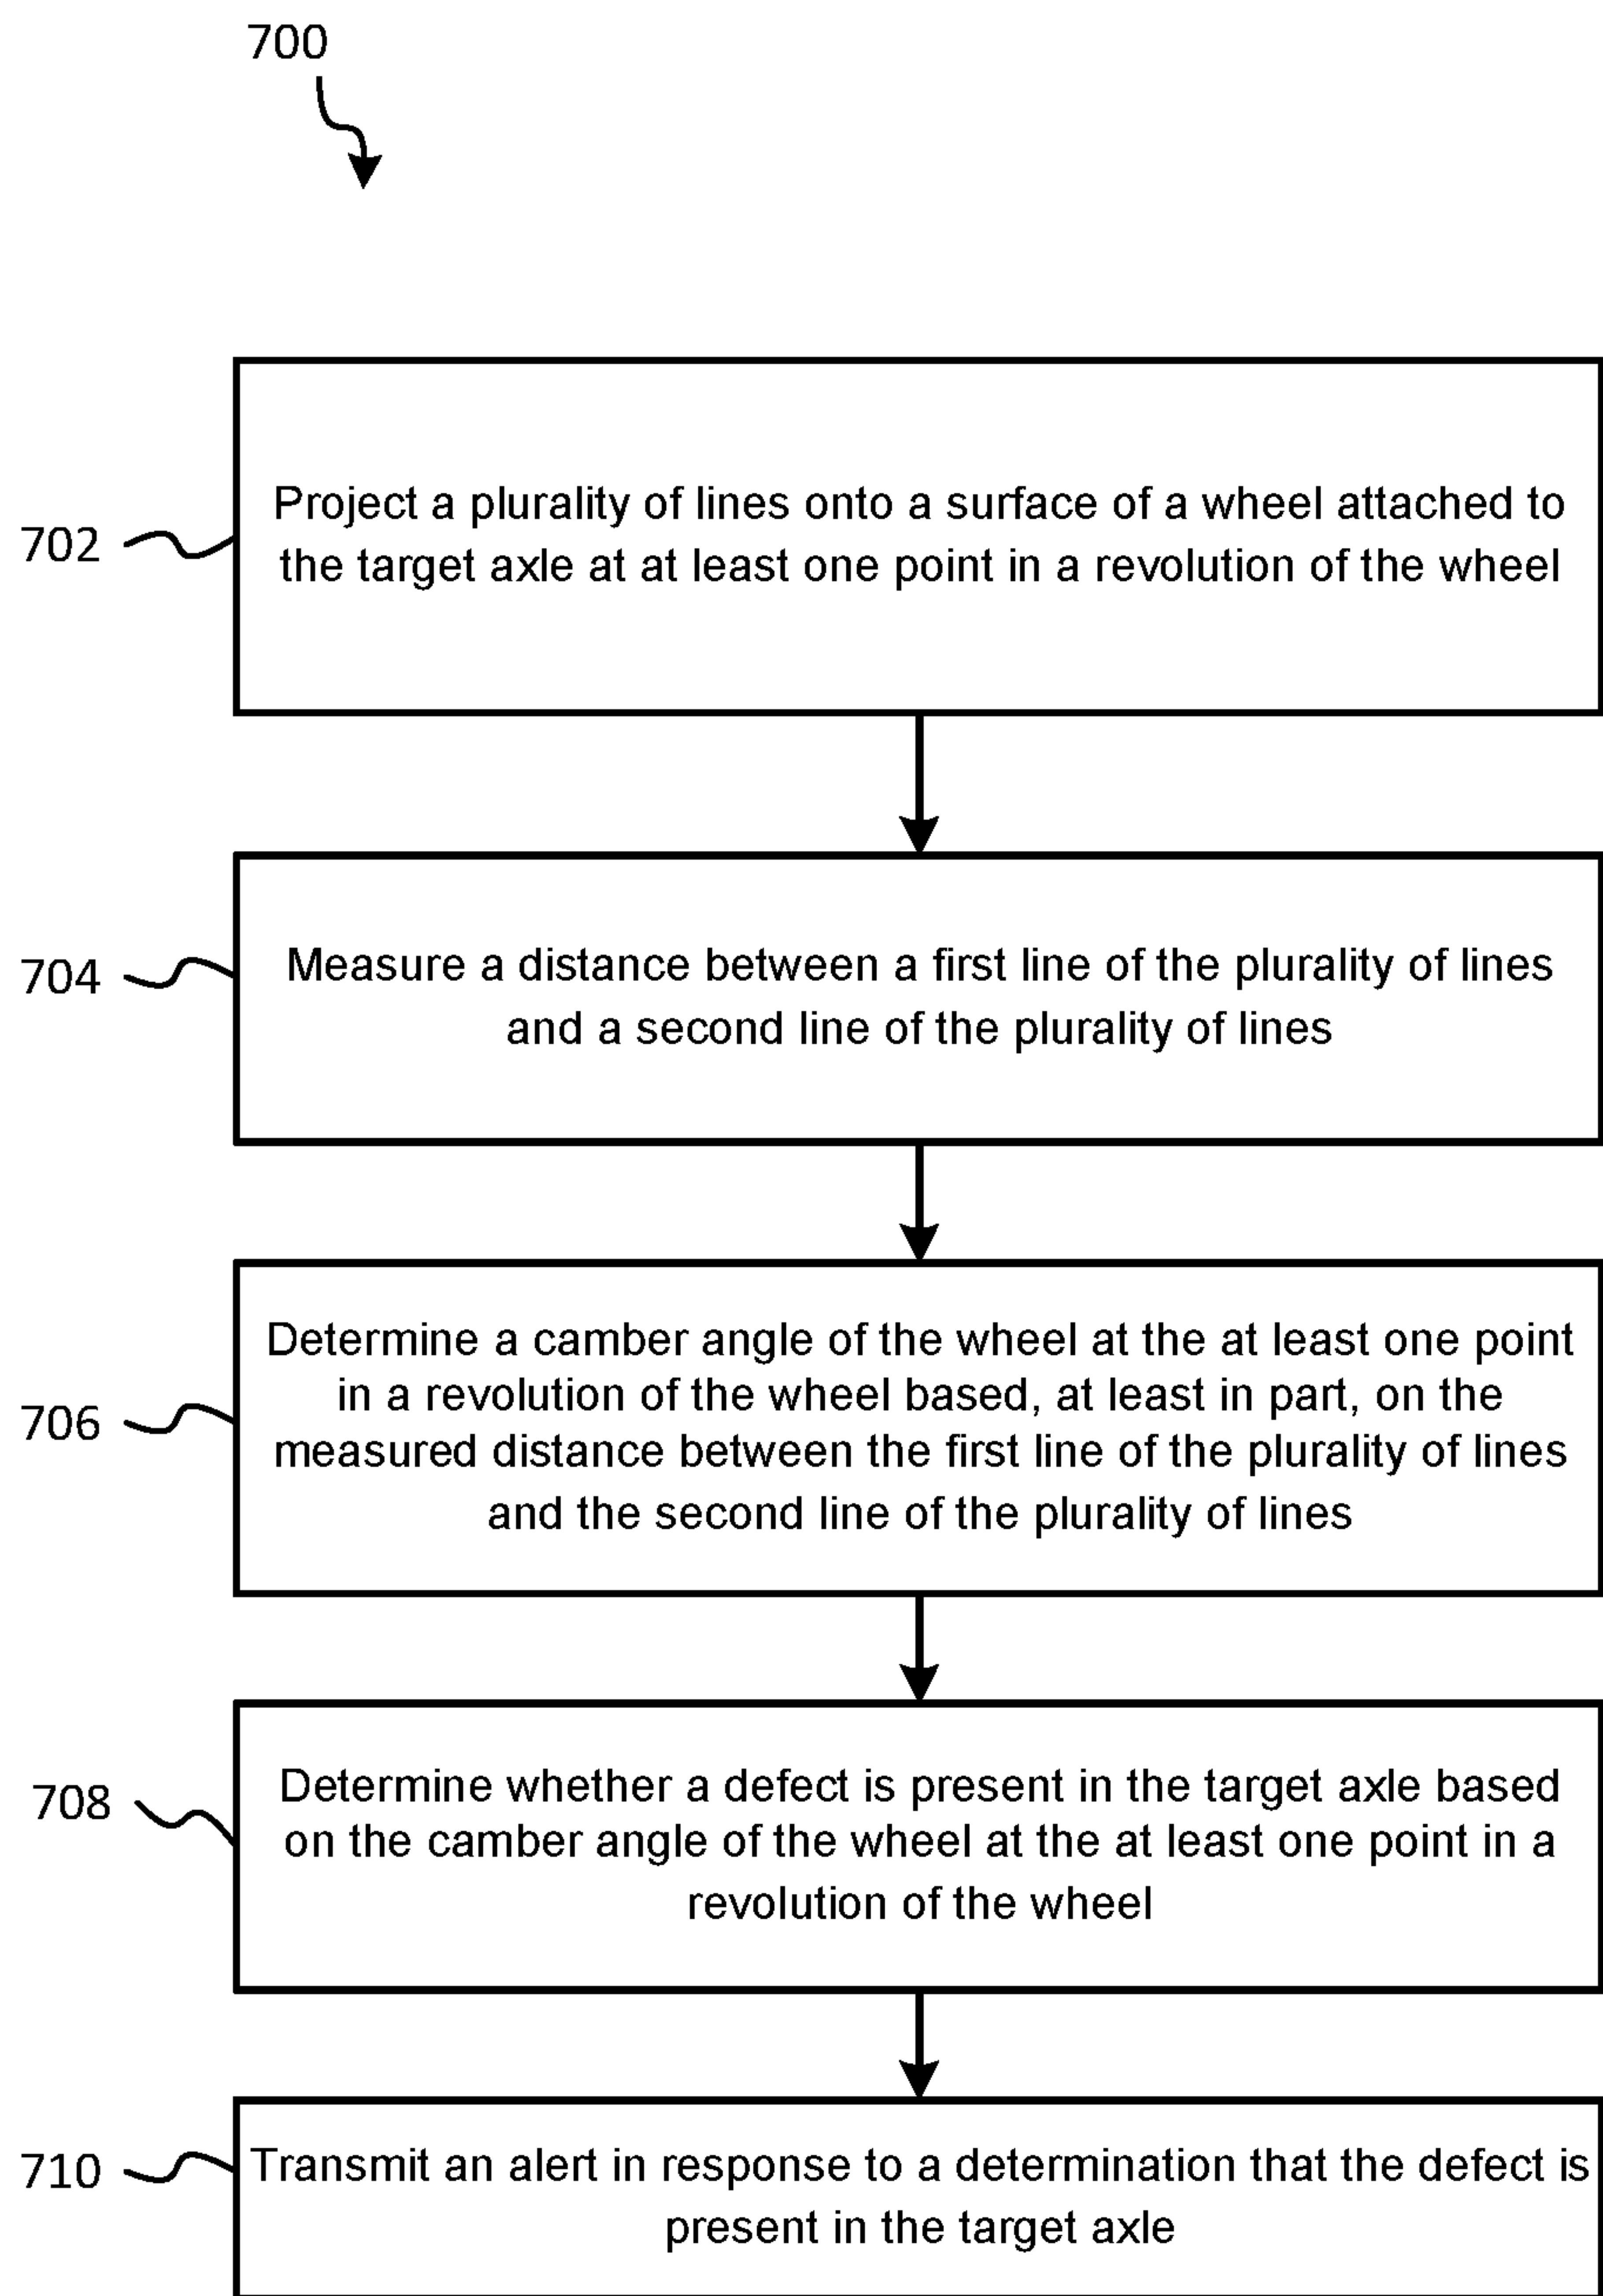 700
702
Project a plurality of lines onto a surface of a wheel attached to
the target axle at at least one point in a revolution of the wheel
704
Measure a distance between a first line of the plurality of lines
and a second line of the plurality of lines
706
Determine a camber angle of the wheel at the at least one point
in a revolution of the wheel based, at least in part, on the
measured distance between the first line of the plurality of lines
and the second line of the plurality of lines
708
Determine whether a defect is present in the target axle based
on the camber angle of the wheel at the at least one point in a
revolution of the wheel
710
Transmit an alert in response to a determination that the defect is
present in the target axle